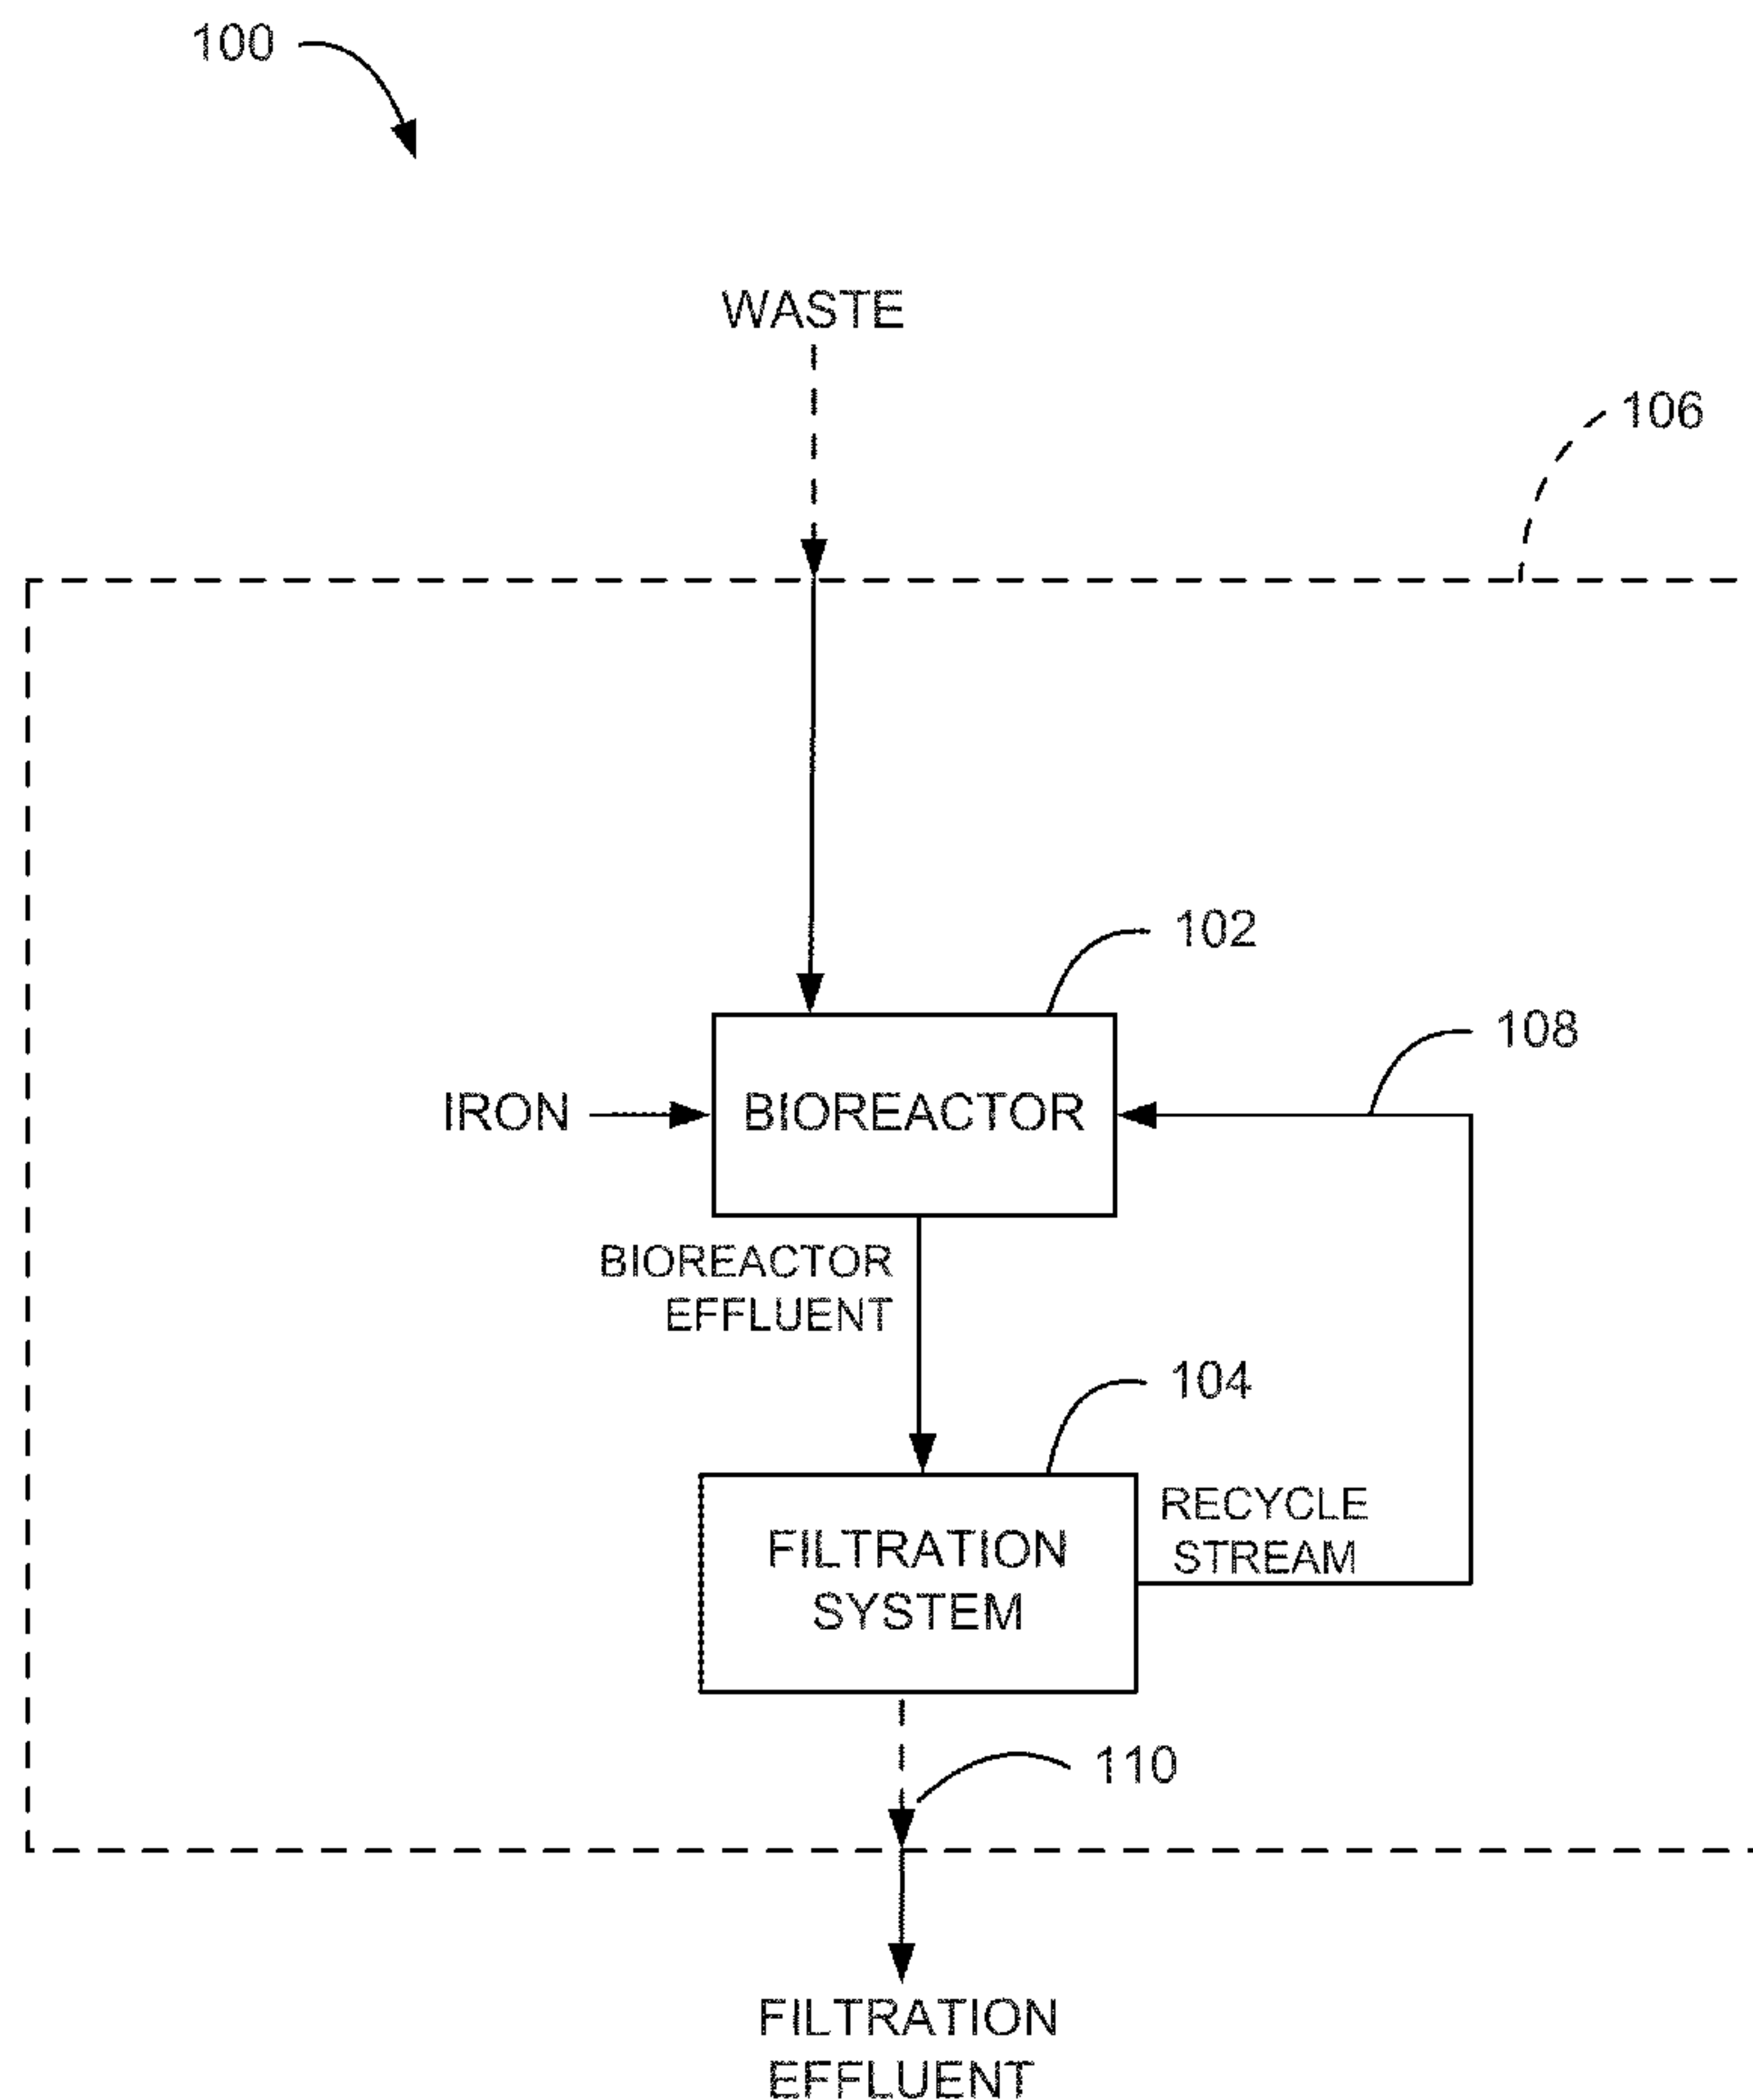 100
WASTE
106
102
108
IRON
BIOREACTOR
BIOREACTOR
EFFLUENT
104
RECYCLE
STREAM
FILTRATION
SYSTEM
110
FILTRATION
EFFLUENT